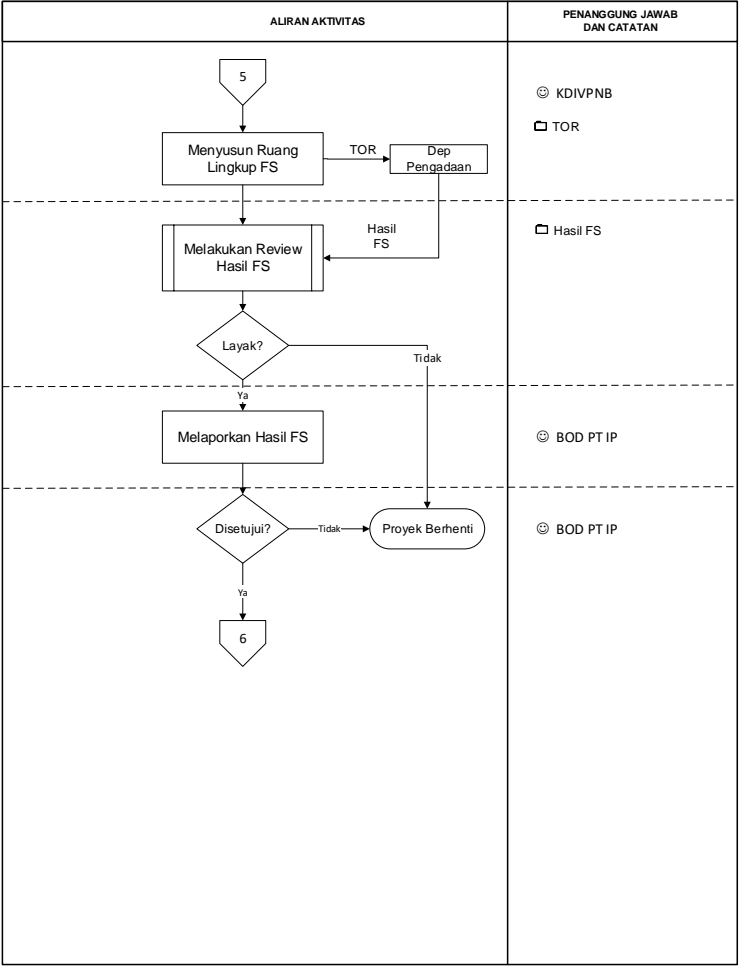 ALIRAN AKTIVITAS
PENANGGUNG JAWAB
DAN CATATAN
5
☺ KDIVPNB
TOR
Menyusun Ruang
Lingkup FS
TOR
Dep
Pengadaan
Hasil
FS
Hasil FS
Melakukan Review
Hasil FS
Layak?
Tidak
Ya
Melaporkan Hasil FS
☺ BOD PT IP
Disetujui?
Tidak
Proyek Berhenti
☺ BOD PT IP
Ya
6